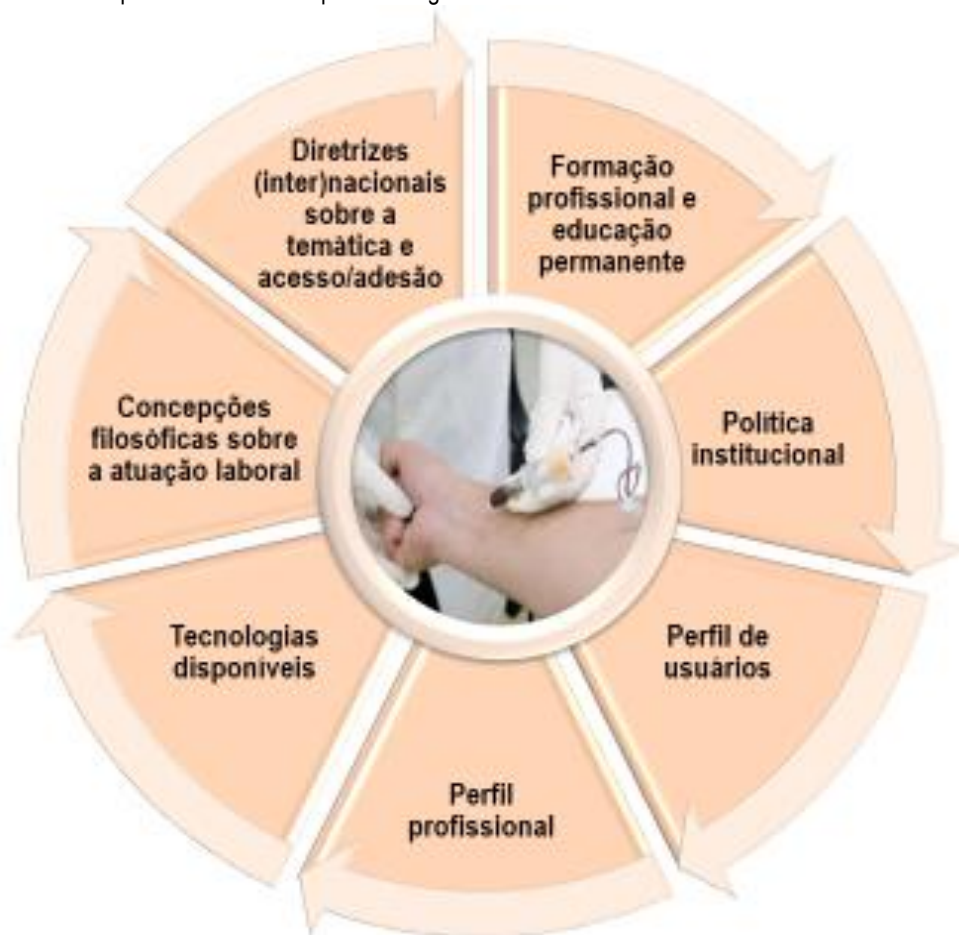 Diretrizes
(inter)nacionais
sobre a
temàtica e
acesso/adesão
Formação
profissional e
educação
permanente
Concepções
filosóficas sobre
a atuação laboral
Política
institucional
Tecnologias
disponíveis
Perfil de
usuários
Perfil
profissional